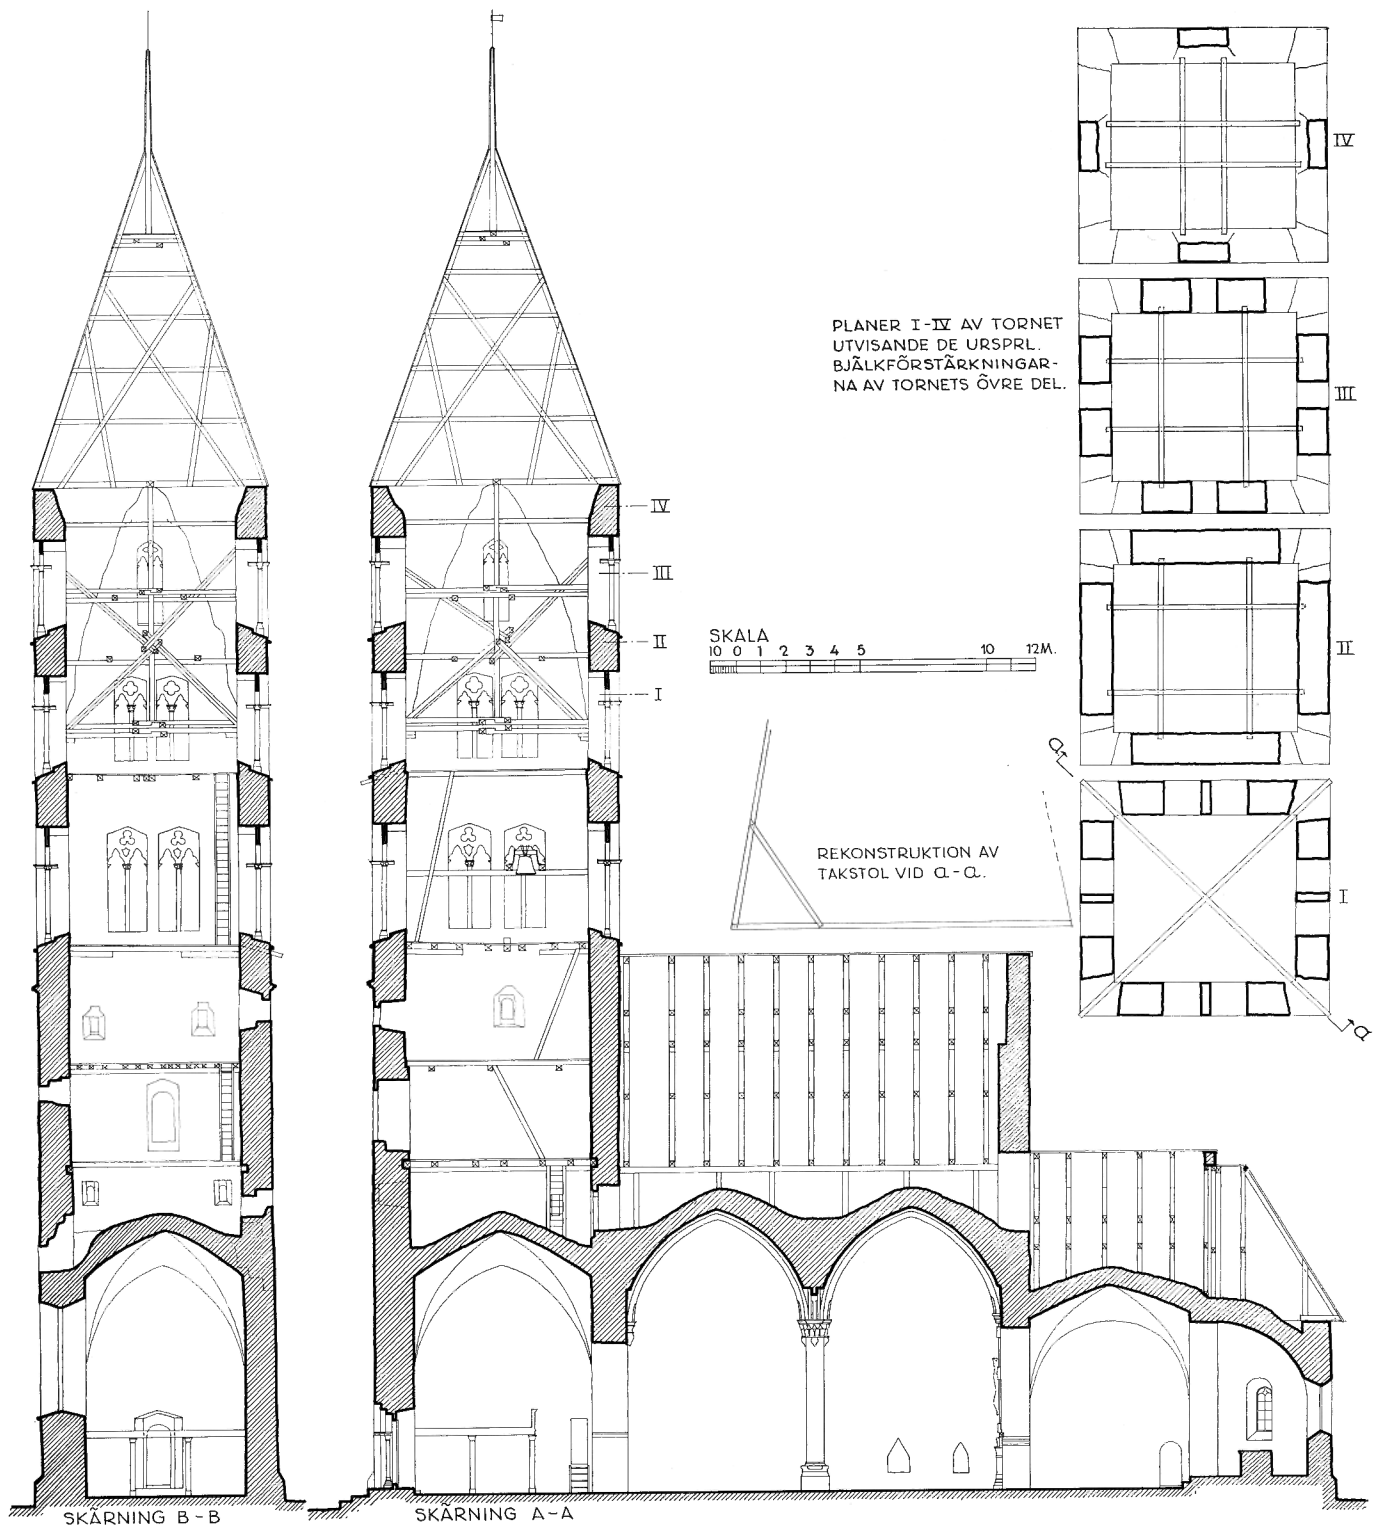 IV
PLANER I-IV AV TORNET
UTVISANDE DE URSPRL.
BJÄLKFÖRSTÄRKNINGAR-
NA AV TORNETS ÖVRE DEL.
III
IV
III
II
I
SKALA
10 0 1 2 3 4 5 10 12M.
II
a
REKONSTRUKTION AV
TAKSTOL VID a-a.
I
a
SKÄRNING B-B
SKÄRNING A-A